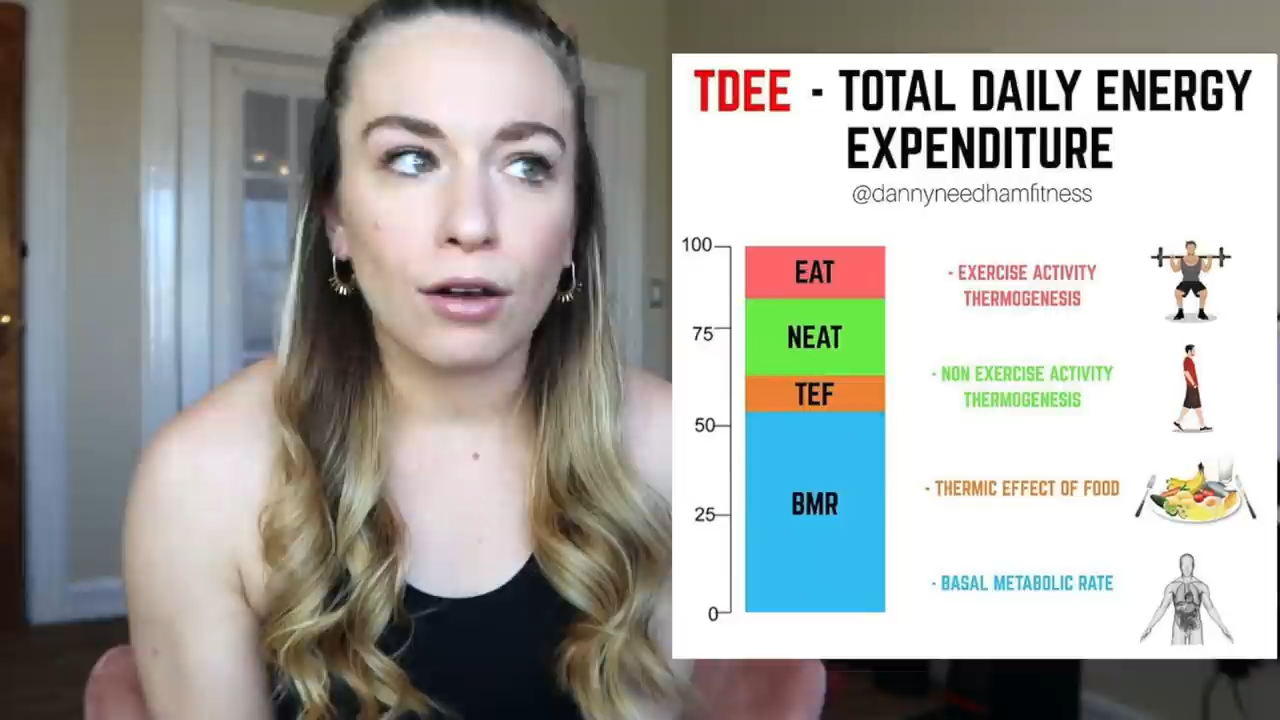 TDEE - TOTAL DAILY ENERGY
EXPENDITURE
@dannyneedhamfitness
100
75
50
25
0
EAT
NEAT
TEF
BMR
- EXERCISE ACTIVITY
THERMOGENESIS
- NON EXERCISE ACTIVITY
THERMOGENESIS
- THERMIC EFFECT OF FOOD
- BASAL METABOLIC RATE